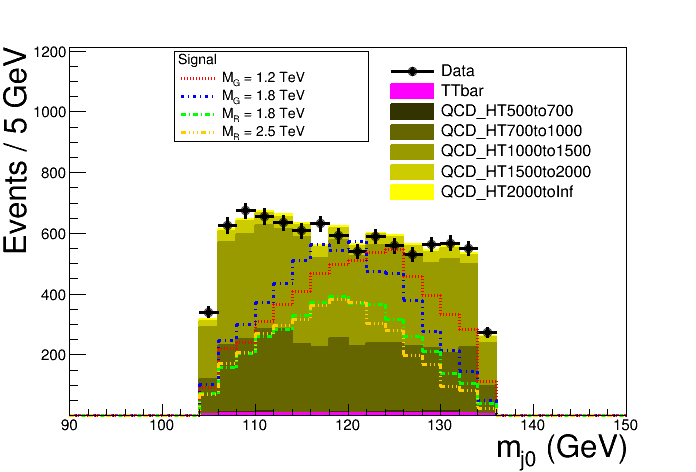 Events / 5 GeV
1200
1000
800
600
400
200
Signal
M_G = 1.2 TeV
M_G = 1.8 TeV
M_R = 1.8 TeV
M_R = 2.5 TeV
Data
TTbar
QCD_HT500to700
QCD_HT700to1000
QCD_HT1000to1500
QCD_HT1500to2000
QCD_HT2000toInf
90 100 110 120 130 140 150
m_j0 (GeV)